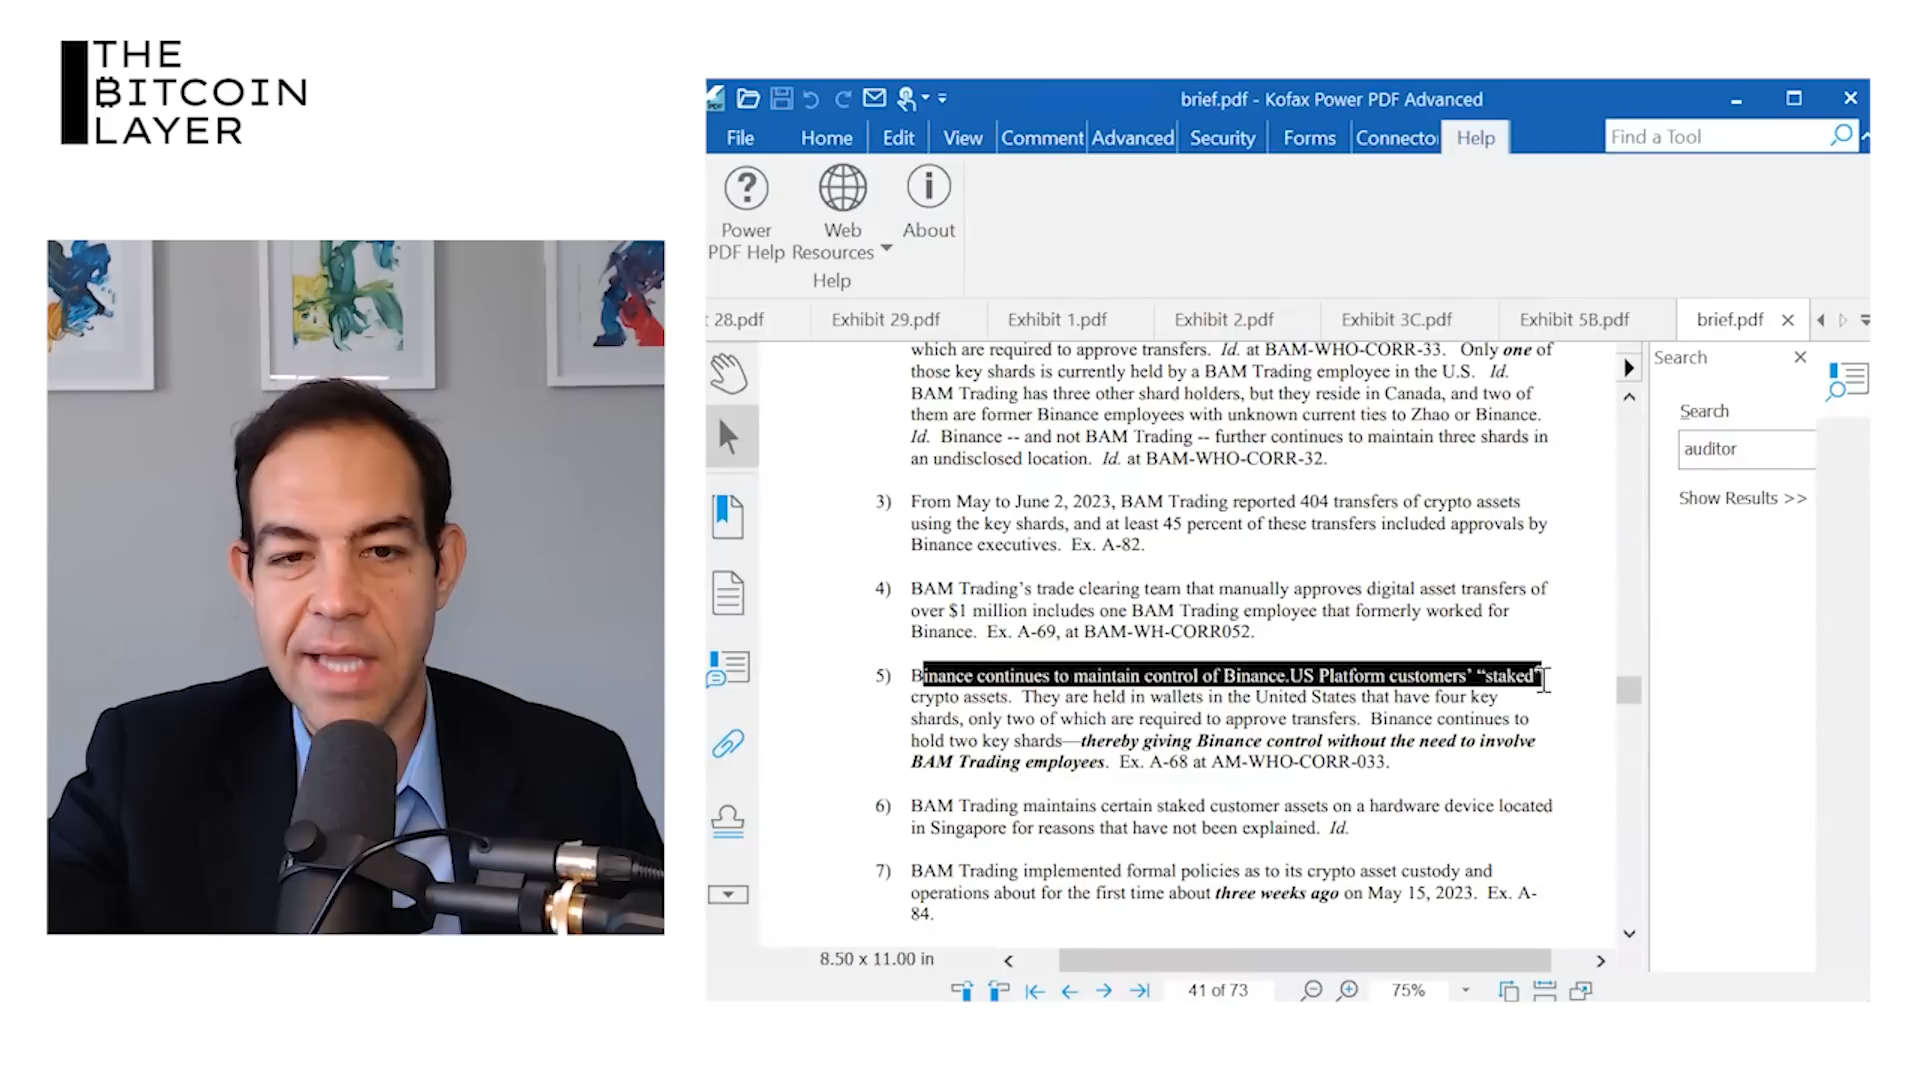 THE
₿ITCOIN
LAYER
brief.pdf - Kofax Power PDF Advanced
File Home Edit View Comment Advanced Security Forms Connecto Help
Find a Tool
Power PDF Help
Web Resources
About
Help
t 28.pdf Exhibit 29.pdf Exhibit 1.pdf Exhibit 2.pdf Exhibit 3C.pdf Exhibit 5B.pdf brief.pdf
which are required to approve transfers. Id. at BAM-WHO-CORR-33. Only one of
those key shards is currently held by a BAM Trading employee in the U.S. Id.
BAM Trading has three other shard holders, but they reside in Canada, and two of
them are former Binance employees with unknown current ties to Zhao or Binance.
Id. Binance -- and not BAM Trading -- further continues to maintain three shards in
an undisclosed location. Id. at BAM-WHO-CORR-32.
3) From May to June 2, 2023, BAM Trading reported 404 transfers of crypto assets
using the key shards, and at least 45 percent of these transfers included approvals by
Binance executives. Ex. A-82.
4) BAM Trading's trade clearing team that manually approves digital asset transfers of
over $1 million includes one BAM Trading employee that formerly worked for
Binance. Ex. A-69, at BAM-WH-CORR052.
5) Binance continues to maintain control of Binance.US Platform customers' “staked”
crypto assets. They are held in wallets in the United States that have four key
shards, only two of which are required to approve transfers. Binance continues to
hold two key shards—thereby giving Binance control without the need to involve
BAM Trading employees. Ex. A-68 at AM-WHO-CORR-033.
6) BAM Trading maintains certain staked customer assets on a hardware device located
in Singapore for reasons that have not been explained. Id.
7) BAM Trading implemented formal policies as to its crypto asset custody and
operations about for the first time about three weeks ago on May 15, 2023. Ex. A-
84.
Search
Search
auditor
Show Results >>
8.50 x 11.00 in
41 of 73
75%